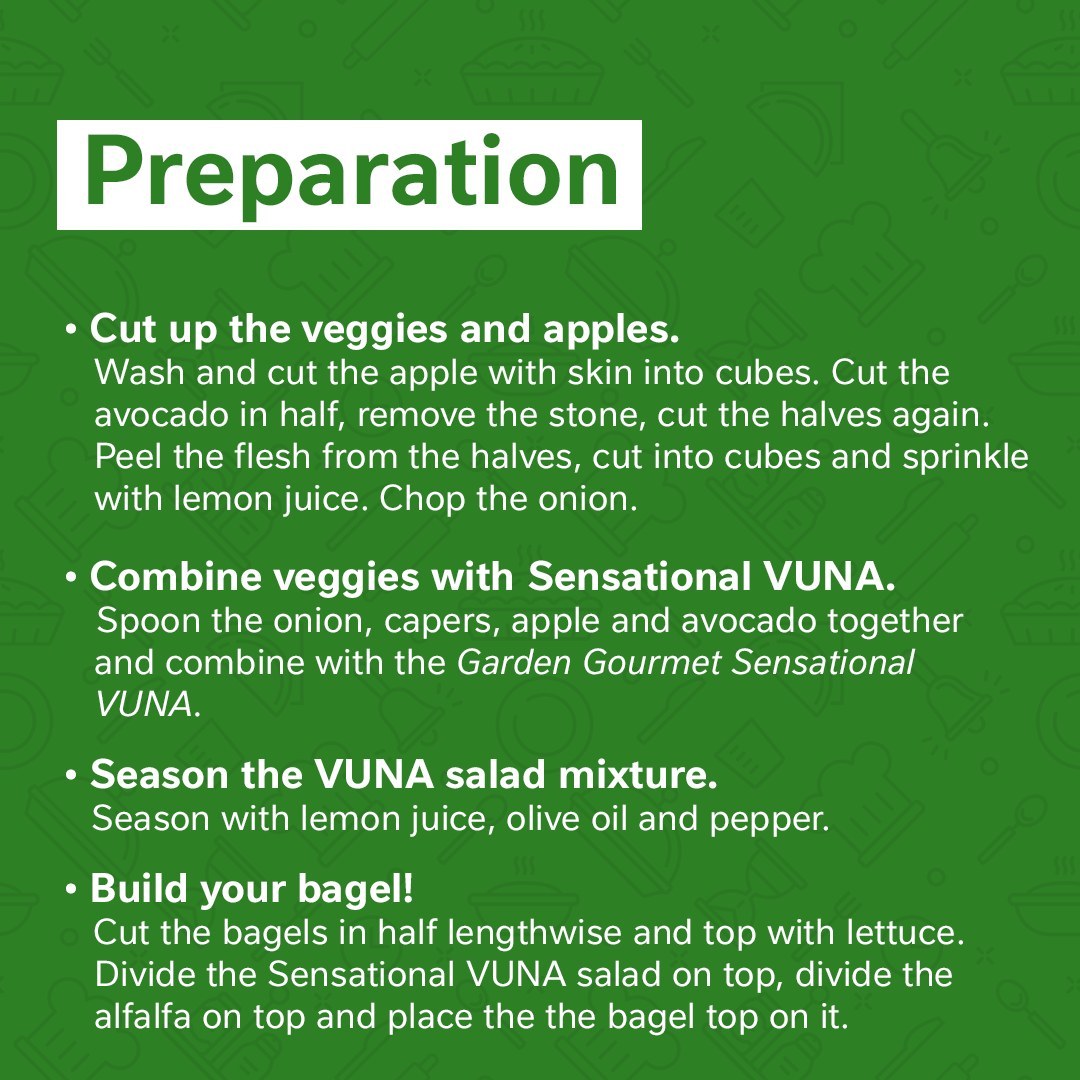 Preparation
• Cut up the veggies and apples.
Wash and cut the apple with skin into cubes. Cut the
avocado in half, remove the stone, cut the halves again.
Peel the flesh from the halves, cut into cubes and sprinkle
with lemon juice. Chop the onion.
• Combine veggies with Sensational VUNA.
Spoon the onion, capers, apple and avocado together
and combine with the Garden Gourmet Sensational
VUNA.
• Season the VUNA salad mixture.
Season with lemon juice, olive oil and pepper.
• Build your bagel!
Cut the bagels in half lengthwise and top with lettuce.
Divide the Sensational VUNA salad on top, divide the
alfalfa on top and place the the bagel top on it.